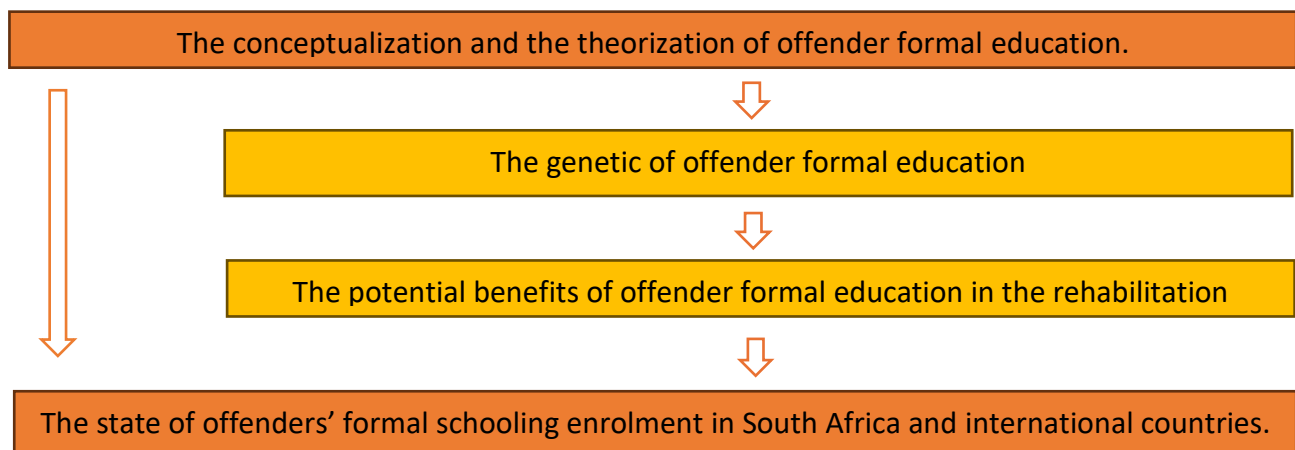 The conceptualization and the theorization of offender formal education.
The genetic of offender formal education
The potential benefits of offender formal education in the rehabilitation
The state of offenders’ formal schooling enrolment in South Africa and international countries.